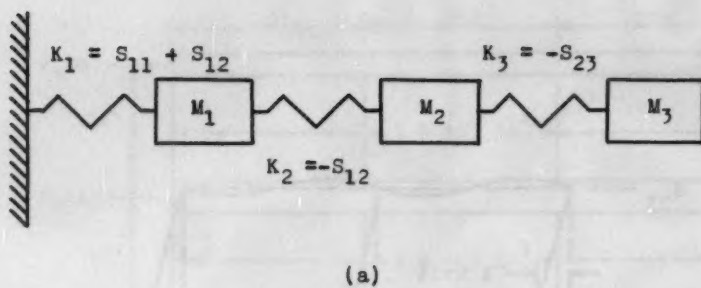 K₁ = S₁₁ + S₁₂
K₃ = -S₂₃
M₁
M₂
M₃
K₂ = -S₁₂
(a)